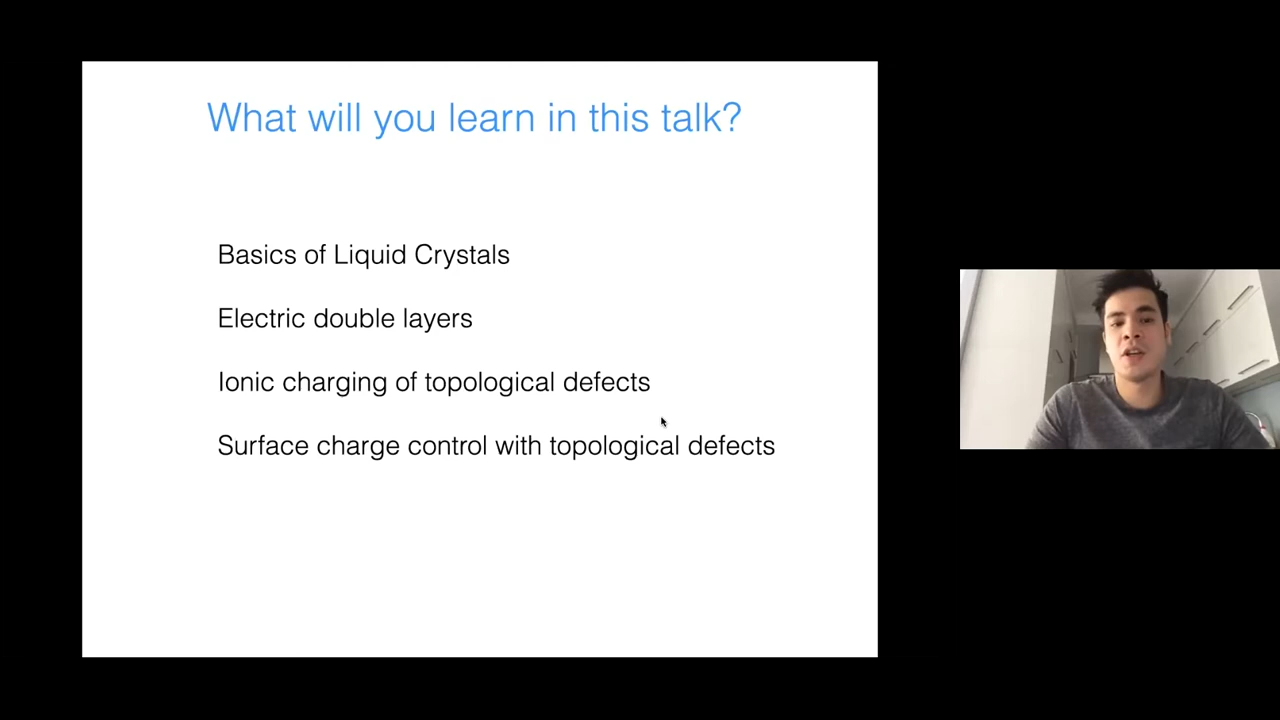 What will you learn in this talk?
Basics of Liquid Crystals
Electric double layers
Ionic charging of topological defects
Surface charge control with topological defects